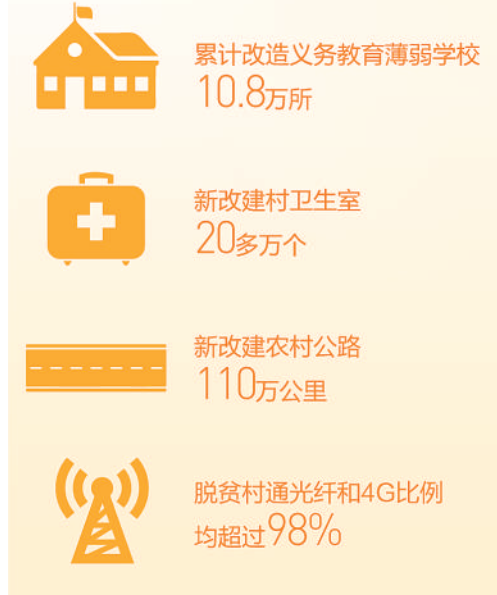 累计改造义务教育薄弱学校
10.8万所
新改建村卫生室
20多万个
新改建农村公路
110万公里
脱贫村通光纤和4G比例
均超过98%